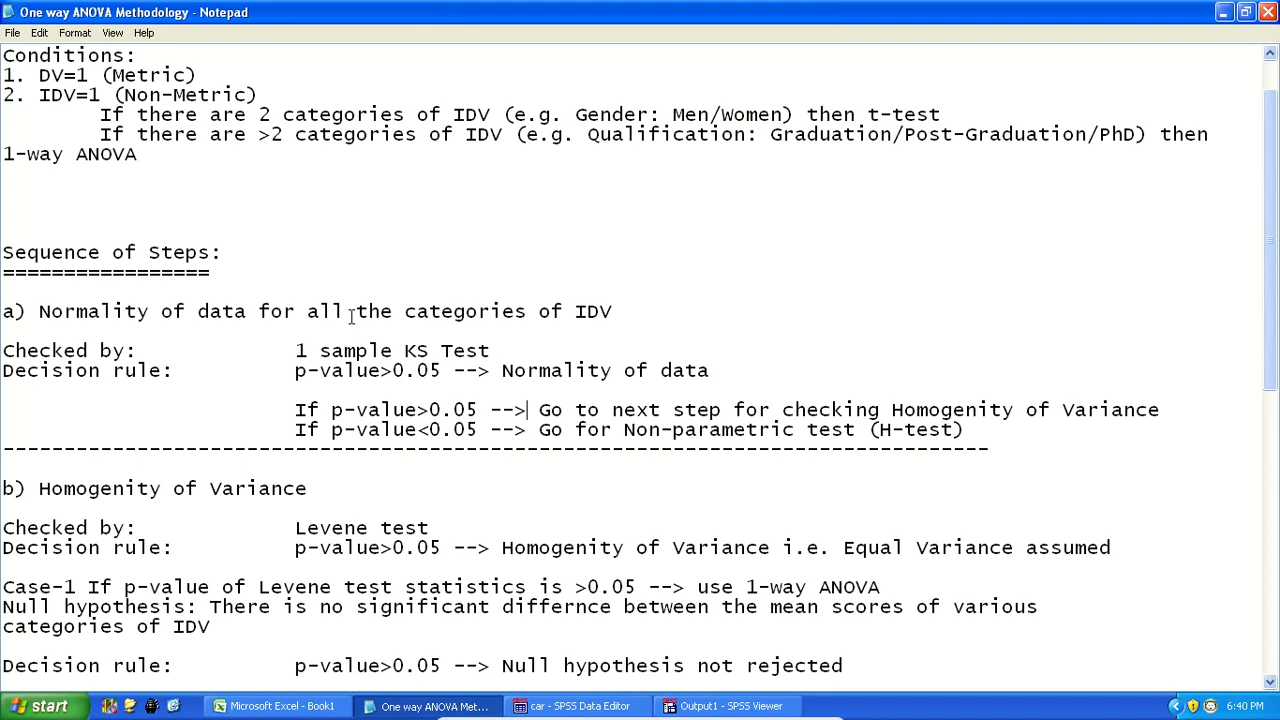 One way ANOVA Methodology - Notepad
File Edit Format View Help
Conditions:
1. DV=1 (Metric)
2. IDV=1 (Non-Metric)
If there are 2 categories of IDV (e.g. Gender: Men/Women) then t-test
If there are >2 categories of IDV (e.g. Qualification: Graduation/Post-Graduation/PhD) then
1-way ANOVA
Sequence of Steps:
=================
a) Normality of data for all the categories of IDV
Checked by: 1 sample KS Test
Decision rule: p-value>0.05 --> Normality of data
If p-value>0.05 --> Go to next step for checking Homogenity of Variance
If p-value<0.05 --> Go for Non-parametric test (H-test)
---------------------------------------------------------------------------------
b) Homogenity of Variance
Checked by: Levene test
Decision rule: p-value>0.05 --> Homogenity of Variance i.e. Equal Variance assumed
Case-1 If p-value of Levene test statistics is >0.05 --> use 1-way ANOVA
Null hypothesis: There is no significant differnce between the mean scores of various
categories of IDV
Decision rule: p-value>0.05 --> Null hypothesis not rejected
start Microsoft Excel - Book1 One way ANOVA Met... car - SPSS Data Editor Output1 - SPSS Viewer 6:40 PM